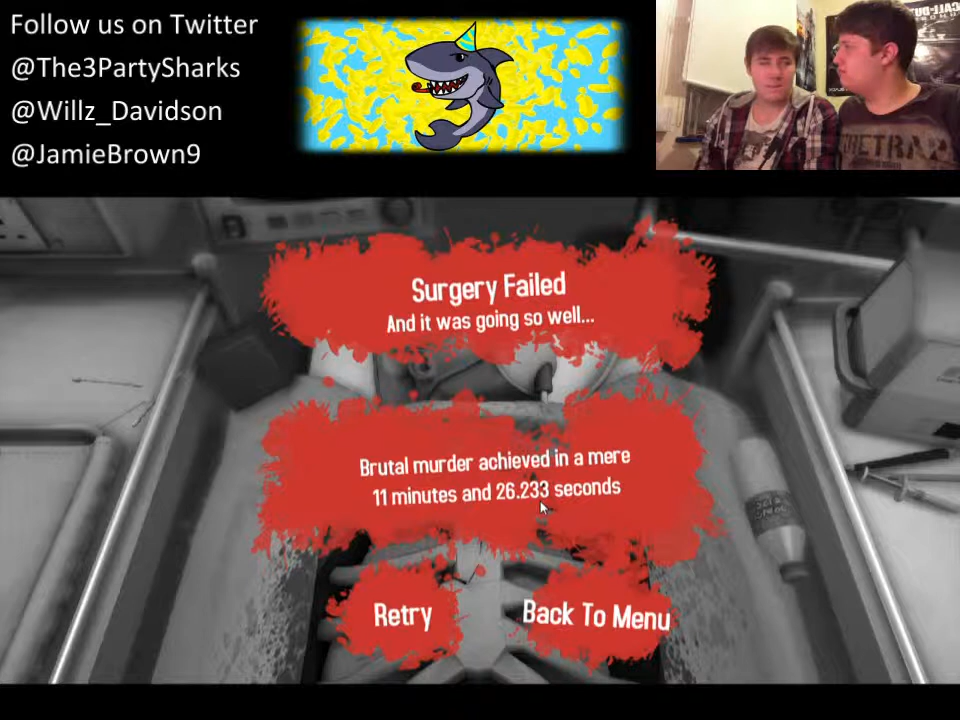 Follow us on Twitter
@The3PartySharks
@Willz_Davidson
@JamieBrown9
Surgery Failed
And it was going so well...
Brutal murder achieved in a mere
11 minutes and 26.233 seconds
Retry
Back To Menu